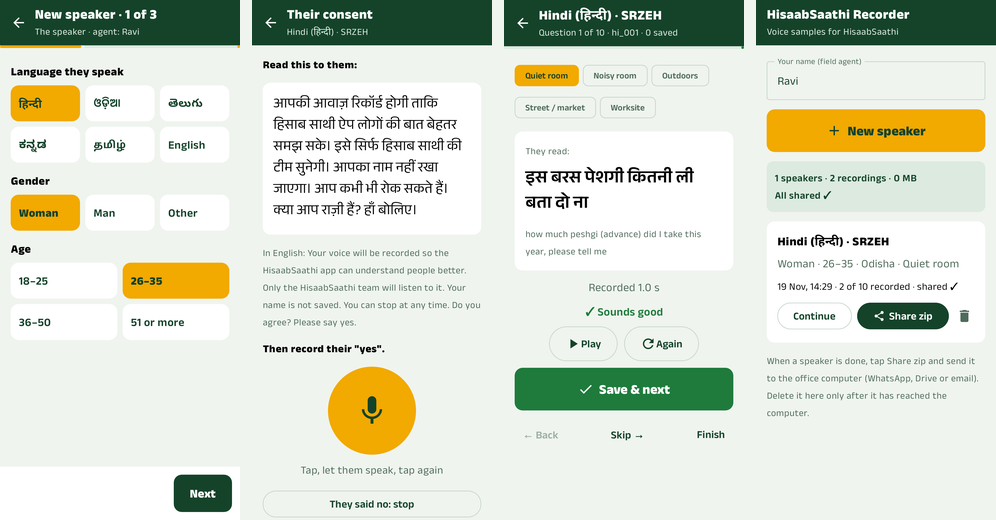 New speaker · 1 of 3
The speaker · agent: Ravi
Language they speak
हिन्दी
ଓଡ଼ିଆ
తెలుగు
ಕನ್ನಡ
தமிழ்
English
Gender
Woman
Man
Other
Age
18–25
26–35
36–50
51 or more
Next
Their consent
Hindi (हिन्दी) · SRZEH
Read this to them:
आपकी आवाज़ रिकॉर्ड होगी ताकि
हिसाब साथी ऐप लोगों की बात बेहतर
समझ सके। इसे सिर्फ हिसाब साथी की
टीम सुनेगी। आपका नाम नहीं रखा
जाएगा। आप कभी भी रोक सकते हैं।
क्या आप राज़ी हैं? हाँ बोलिए।
In English: Your voice will be recorded so the
HisaabSaathi app can understand people better.
Only the HisaabSaathi team will listen to it. Your
name is not saved. You can stop at any time. Do you
agree? Please say yes.
Then record their "yes".
Tap, let them speak, tap again
They said no: stop
Hindi (हिन्दी) · SRZEH
Question 1 of 10 · hi_001 · 0 saved
Quiet room
Noisy room
Outdoors
Street / market
Worksite
They read:
इस बरस पेशगी कितनी ली
बता दो ना
how much peshgi (advance) did I take this
year, please tell me
Recorded 1.0 s
✓ Sounds good
Play
Again
Save & next
← Back
Skip →
Finish
HisaabSaathi Recorder
Voice samples for HisaabSaathi
Your name (field agent)
Ravi
+ New speaker
1 speakers · 2 recordings · 0 MB
All shared ✓
Hindi (हिन्दी) · SRZEH
Woman · 26–35 · Odisha · Quiet room
19 Nov, 14:29 · 2 of 10 recorded · shared ✓
Continue
Share zip
When a speaker is done, tap Share zip and send it
to the office computer (WhatsApp, Drive or email).
Delete it here only after it has reached the
computer.